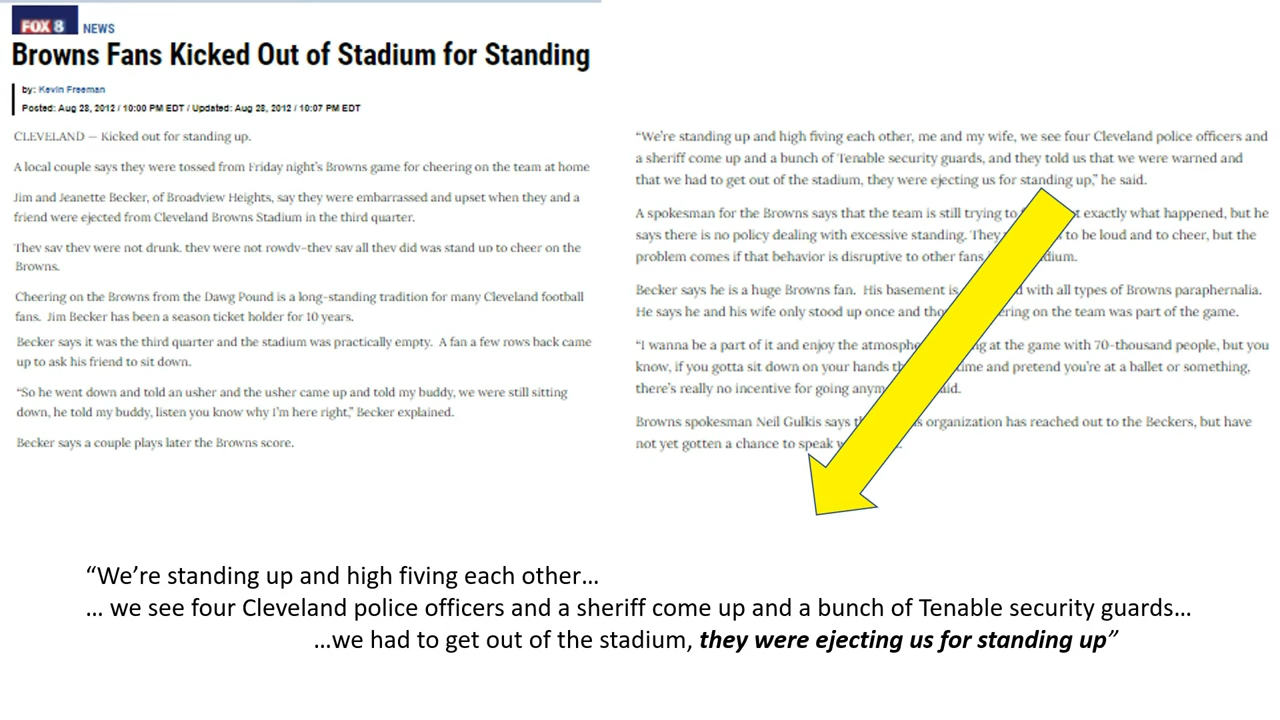 FOX 8 NEWS
Browns Fans Kicked Out of Stadium for Standing
by: Kevin Freeman
Posted: Aug 28, 2012 / 10:00 PM EDT / Updated: Aug 28, 2012 / 10:07 PM EDT
CLEVELAND — Kicked out for standing up.
A local couple says they were tossed from Friday night's Browns game for cheering on the team at home
Jim and Jeanette Becker, of Broadview Heights, say they were embarrassed and upset when they and a
friend were ejected from Cleveland Browns Stadium in the third quarter.
They say they were not drunk, they were not rowdy–they say all they did was stand up to cheer on the
Browns.
Cheering on the Browns from the Dawg Pound is a long-standing tradition for many Cleveland football
fans. Jim Becker has been a season ticket holder for 10 years.
Becker says it was the third quarter and the stadium was practically empty. A fan a few rows back came
up to ask his friend to sit down.
“So he went down and told an usher and the usher came up and told my buddy, we were still sitting
down, he told my buddy, listen you know why I'm here right,” Becker explained.
Becker says a couple plays later the Browns score.
“We're standing up and high fiving each other, me and my wife, we see four Cleveland police officers and
a sheriff come up and a bunch of Tenable security guards, and they told us that we were warned and
that we had to get out of the stadium, they were ejecting us for standing up,” he said.
A spokesman for the Browns says that the team is still trying to exactly what happened, but he
says there is no policy dealing with excessive standing. They to be loud and to cheer, but the
problem comes if that behavior is disruptive to other fans
Becker says he is a huge Browns fan. His basement is with all types of Browns paraphernalia.
He says he and his wife only stood up once and on the team was part of the game.
“I wanna be a part of it and enjoy the at the game with 70-thousand people, but you
know, if you gotta sit down on your hands and pretend you're at a ballet or something,
there's really no incentive for going
Browns spokesman Neil Gulkis says organization has reached out to the Beckers, but have
not yet gotten a chance to speak
“We’re standing up and high fiving each other…
… we see four Cleveland police officers and a sheriff come up and a bunch of Tenable security guards…
…we had to get out of the stadium, they were ejecting us for standing up”